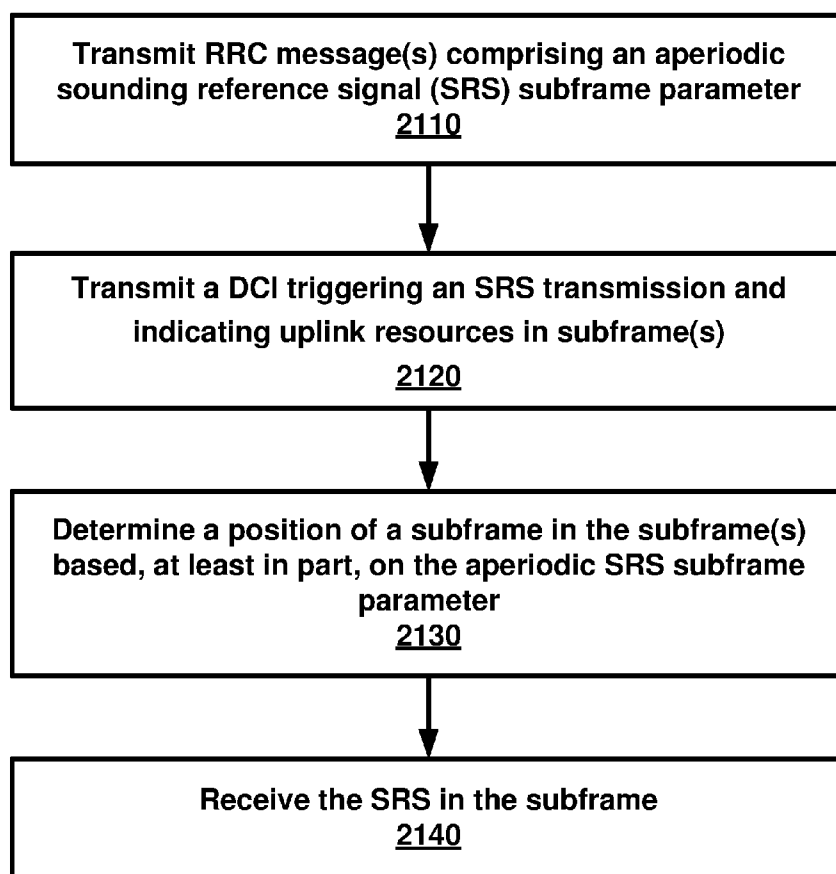 Transmit RRC message(s) comprising an aperiodic
sounding reference signal (SRS) subframe parameter
2110
Transmit a DCI triggering an SRS transmission and
indicating uplink resources in subframe(s)
2120
Determine a position of a subframe in the subframe(s)
based, at least in part, on the aperiodic SRS subframe
parameter
2130
Receive the SRS in the subframe
2140